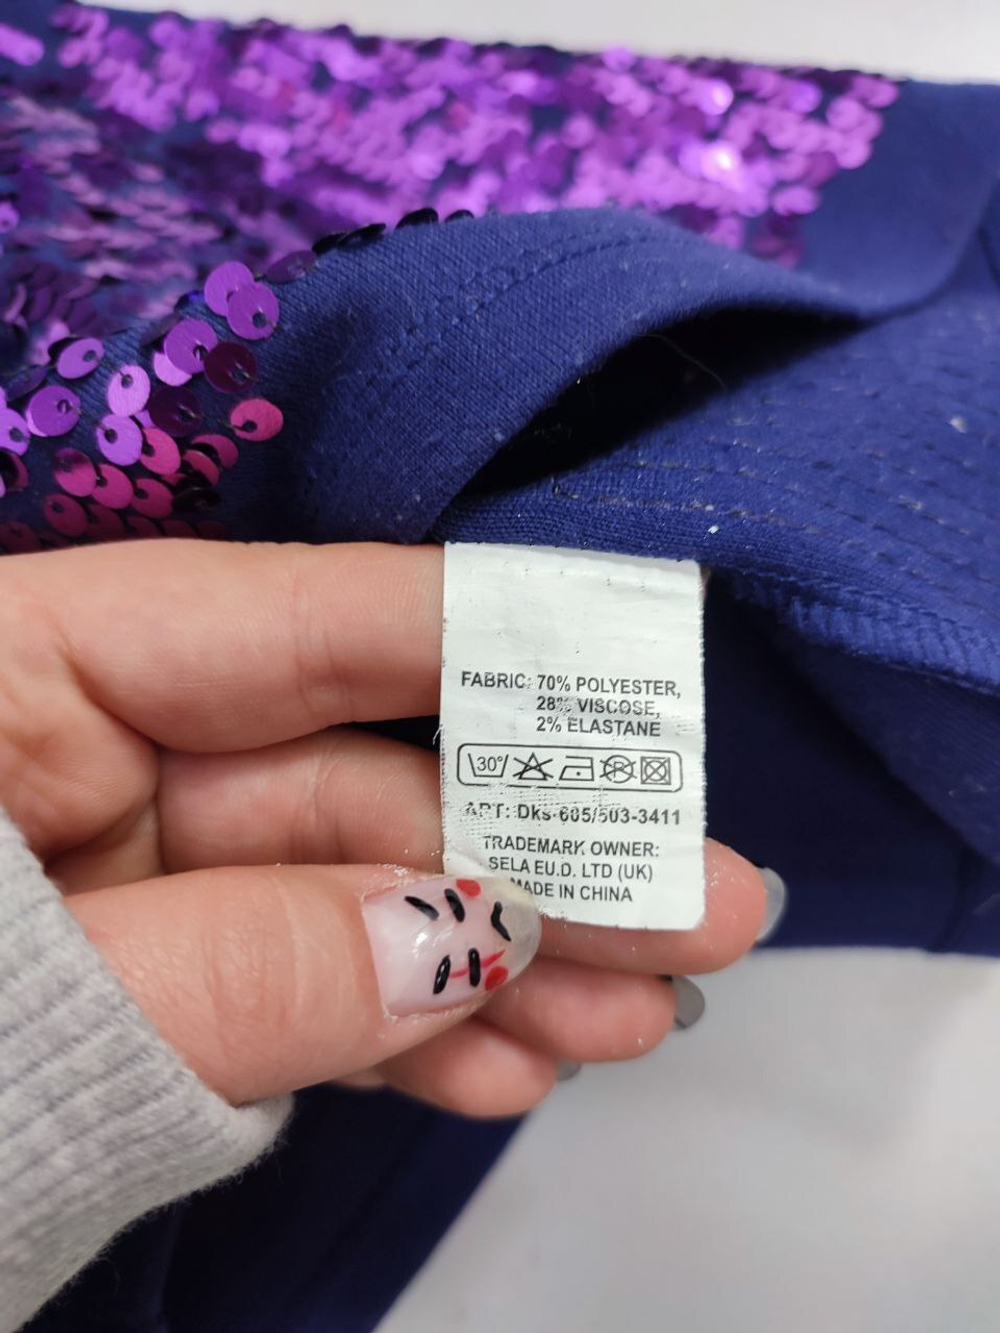 FABRIC: 70% POLYESTER,
28% VISCOSE,
2% ELASTANE
30°
P
АРТ: Dks-605/503-3411
TRADEMARK OWNER:
SELA EU.D. LTD (UK)
MADE IN CHINA